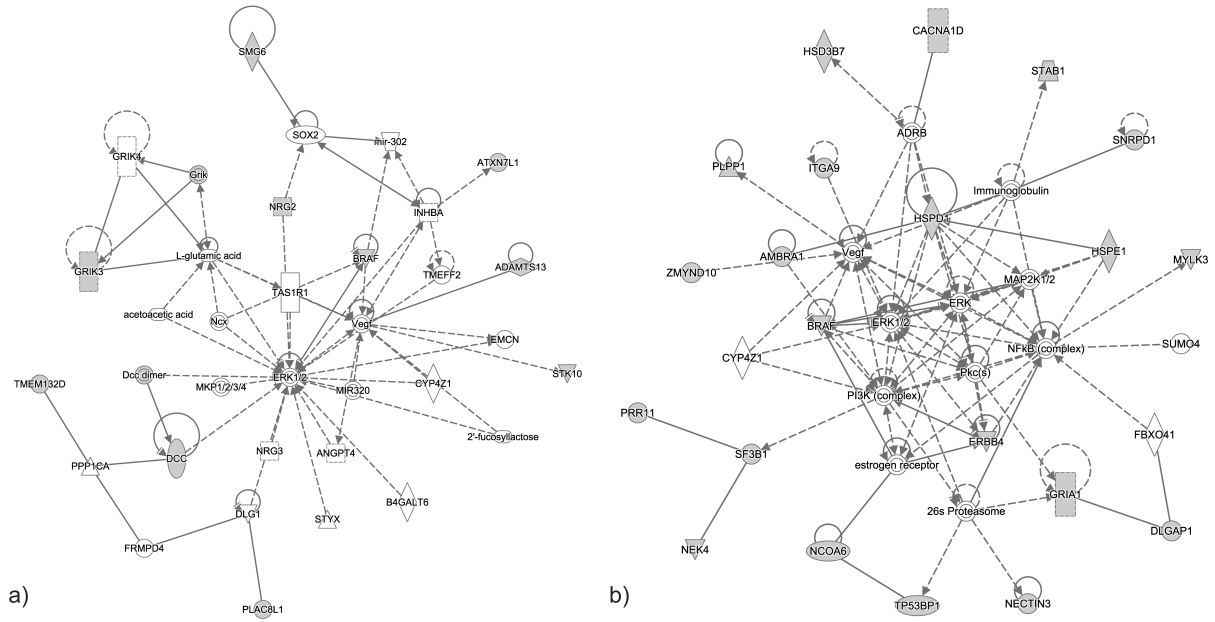 SMG6
SOX2
mir-302
GRIK4
Grik
ATXN7L1
NRG2
INHBA
L-glutamic acid
BRAF
GRIK3
TMEFF2
ADAMTS13
TAS1R1
acetoacetic acid
Ncx
Vegf
EMCN
TMEM132D
Dcc dimer
MKP1/2/3/4
ERK1/2
MIR320
CYP4Z1
STK10
2'-fucosyllactose
PPP1CA
DCC
NRG3
ANGPT4
B4GALT6
DLG1
STYX
FRMPD4
PLAC8L1
a)
CACNA1D
HSD3B7
STAB1
ADRB
SNRPD1
PLPP1
ITGA9
Immunoglobulin
HSPD1
AMBRA1
Vegf
HSPE1
ZMYND10
MAP2K1/2
MYLK3
ERK
BRAF
ERK1/2
CYP4Z1
NFkB (complex)
SUMO4
Pkc(s)
PI3K (complex)
PRR11
ERBB4
FBXO41
SF3B1
estrogen receptor
GRIA1
26s Proteasome
DLGAP1
NEK4
NCOA6
TP53BP1
NECTIN3
b)